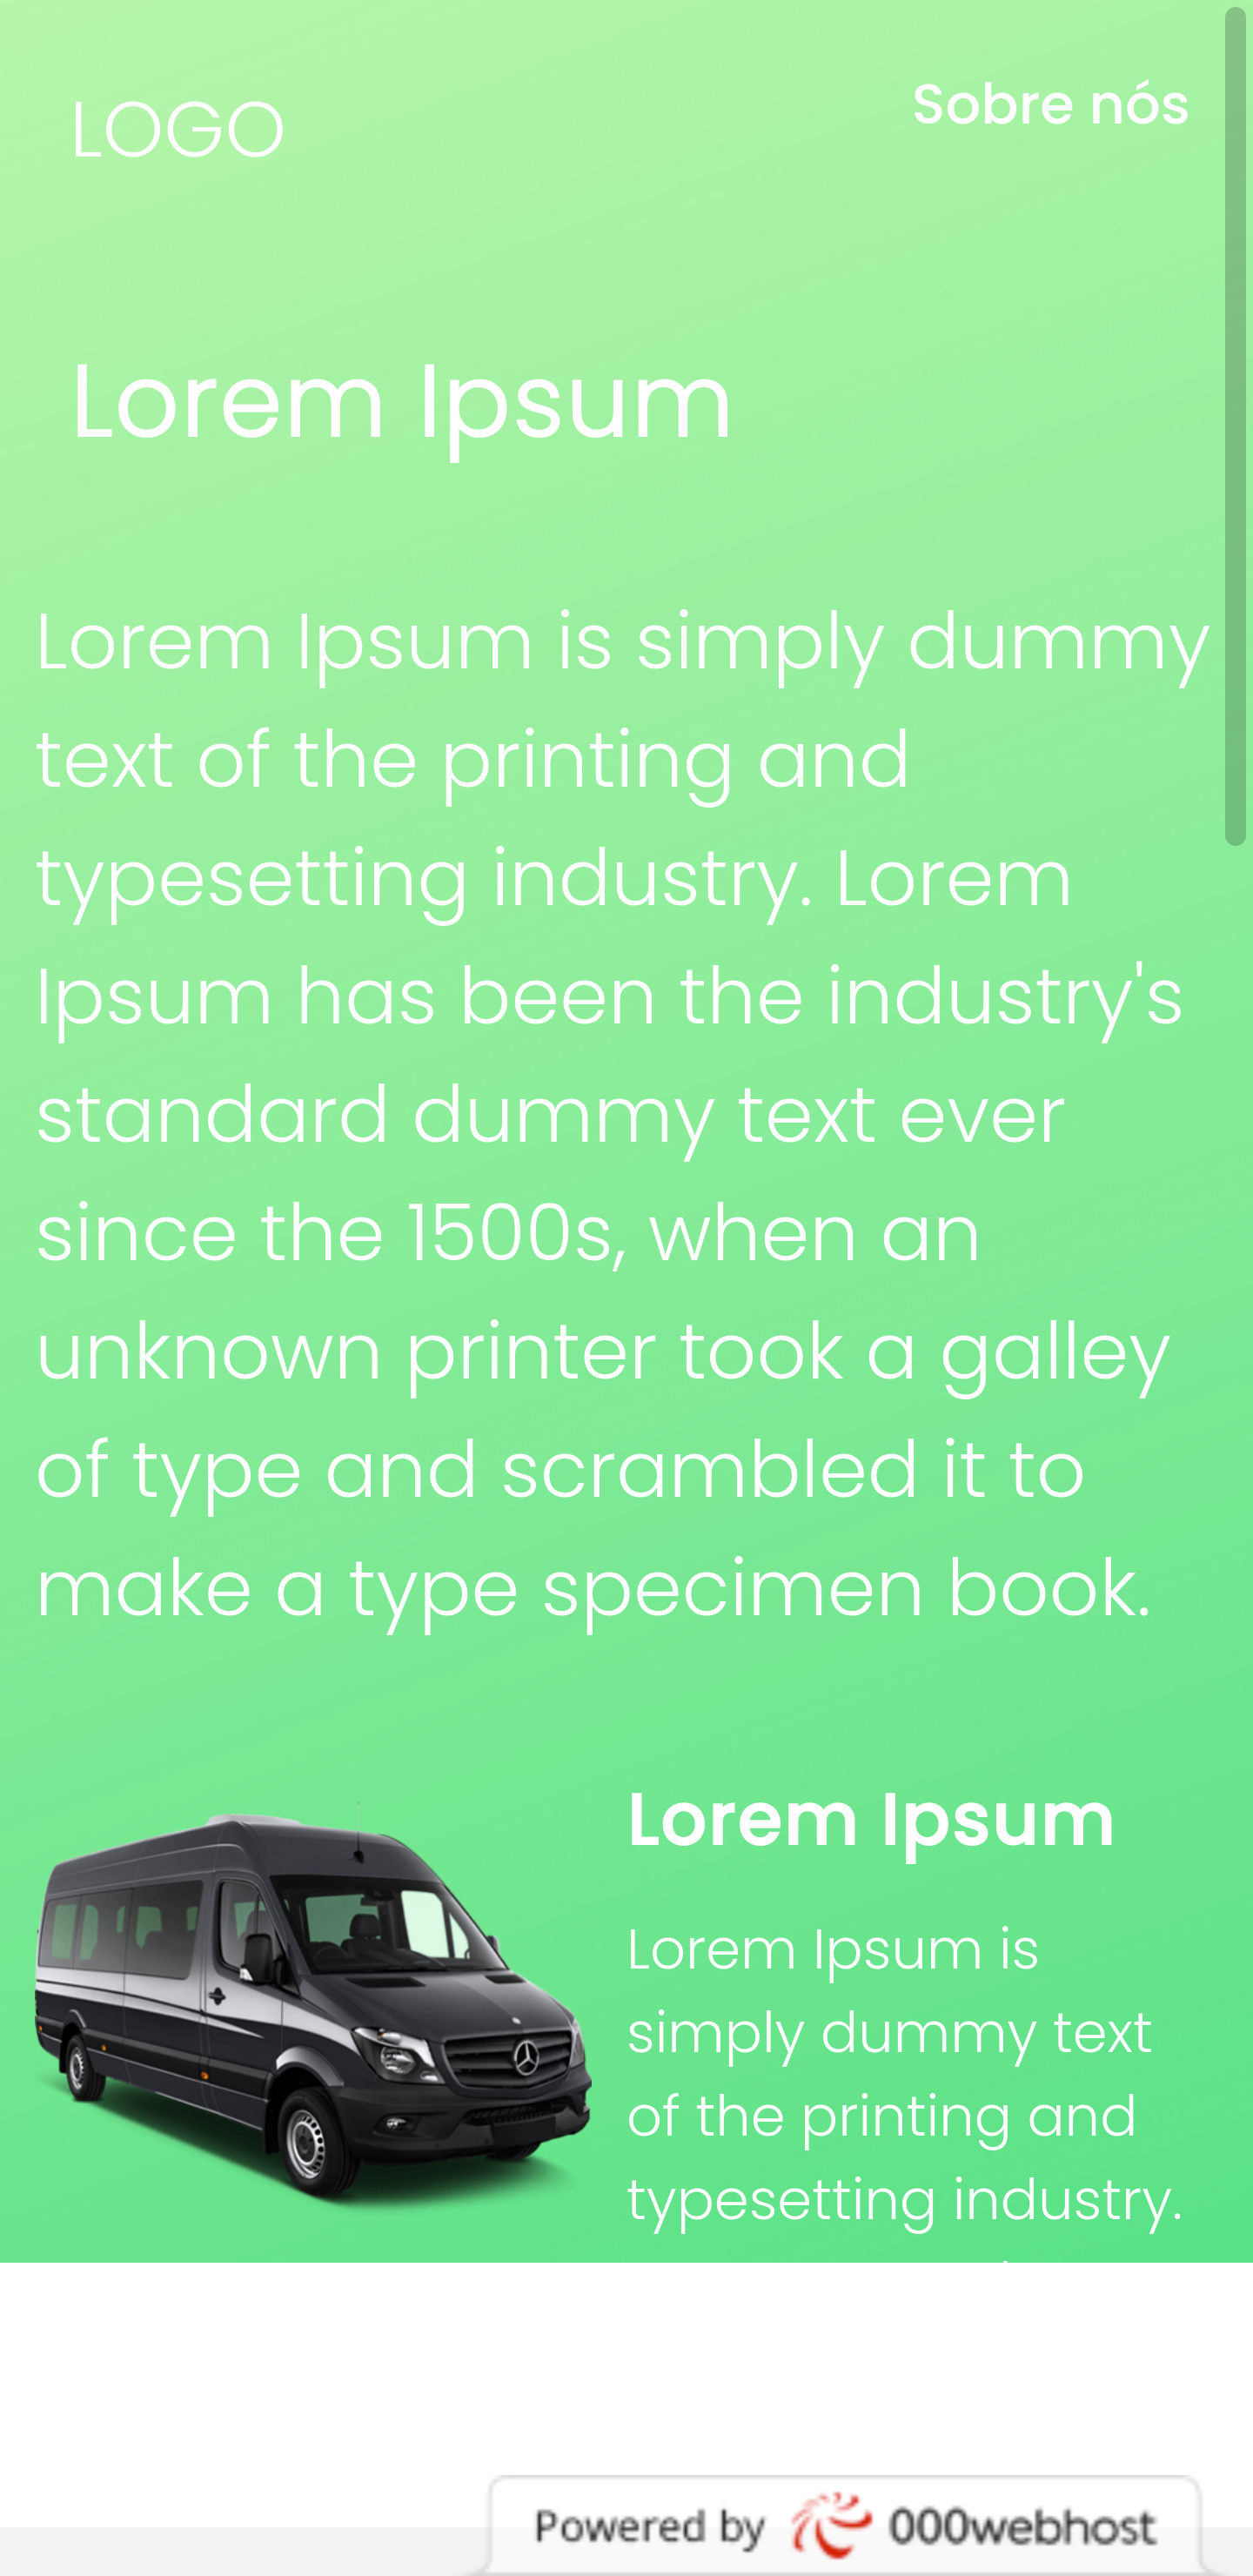 LOGO
Sobre nós
Lorem Ipsum
Lorem Ipsum is simply dummy
text of the printing and
typesetting industry. Lorem
Ipsum has been the industry's
standard dummy text ever
since the 1500s, when an
unknown printer took a galley
of type and scrambled it to
make a type specimen book.
Lorem Ipsum
Lorem Ipsum is
simply dummy text
of the printing and
typesetting industry.
Powered by 000webhost